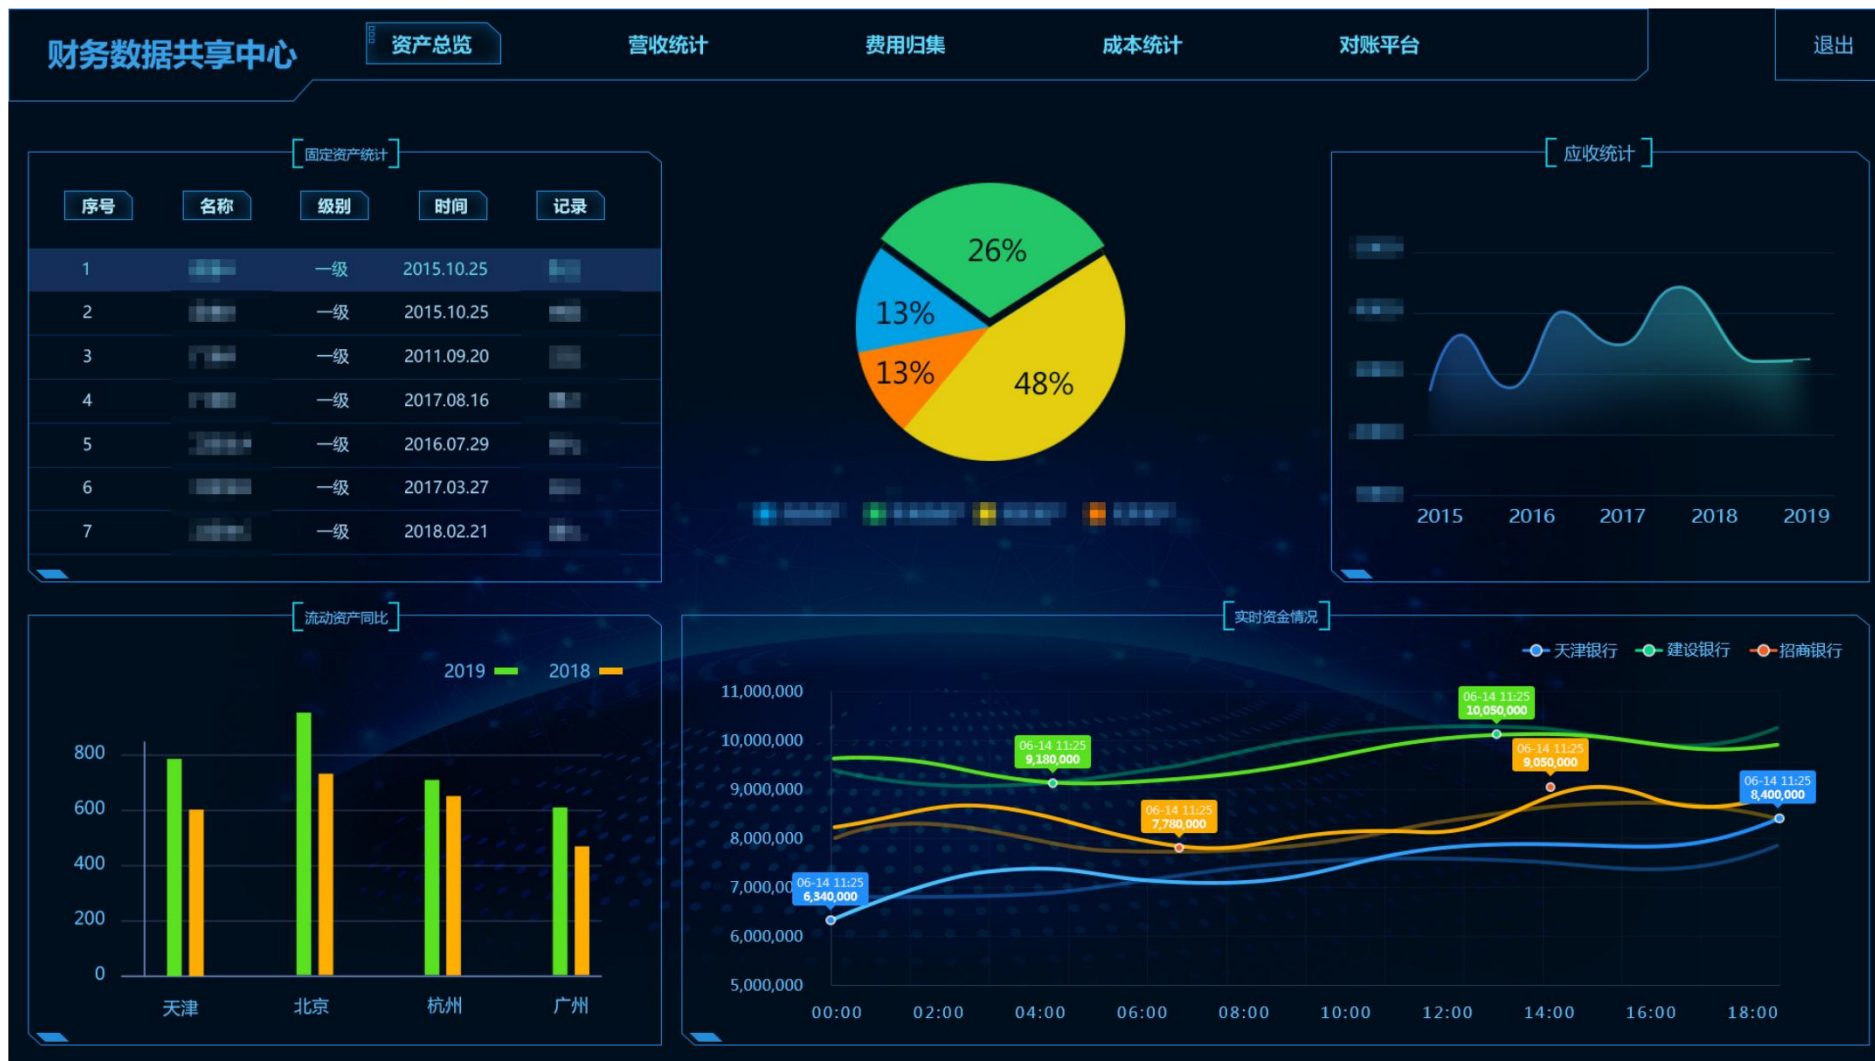 财务数据共享中心
资产总览 营收统计 费用归集 成本统计 对账平台 退出
固定资产统计
序号 名称 级别 时间 记录
1 一级 2015.10.25
2 一级 2015.10.25
3 一级 2011.09.20
4 一级 2017.08.16
5 一级 2016.07.29
6 一级 2017.03.27
7 一级 2018.02.21
26%
13%
13%
48%
应收统计
2015 2016 2017 2018 2019
流动资产同比
2019 2018
800
600
400
200
0
天津 北京 杭州 广州
实时资金情况
天津银行 建设银行 招商银行
11,000,000
10,000,000
9,000,000
8,000,000
7,000,00
6,000,000
5,000,000
06-14 11:25
6,340,000
06-14 11:25
9,180,000
06-14 11:25
7,780,000
06-14 11:25
10,050,000
06-14 11:25
9,050,000
06-14 11:25
8,400,000
00:00 02:00 04:00 06:00 08:00 10:00 12:00 14:00 16:00 18:00